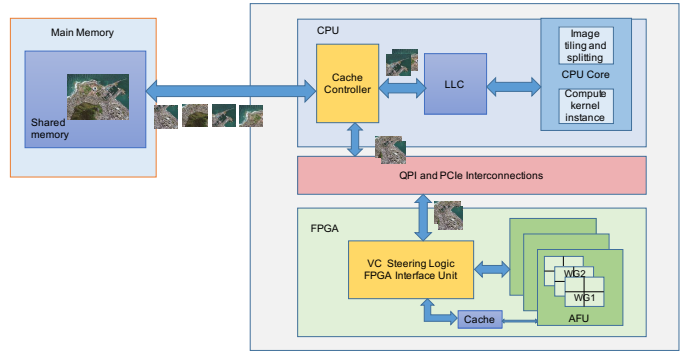 Main Memory
Shared
memory
CPU
Cache
Controller
LLC
Image
tiling and
splitting
CPU Core
Compute
kernel
instance
QPI and PCIe Interconnections
FPGA
VC Steering Logic
FPGA Interface Unit
Cache
WG2
WG1
AFU